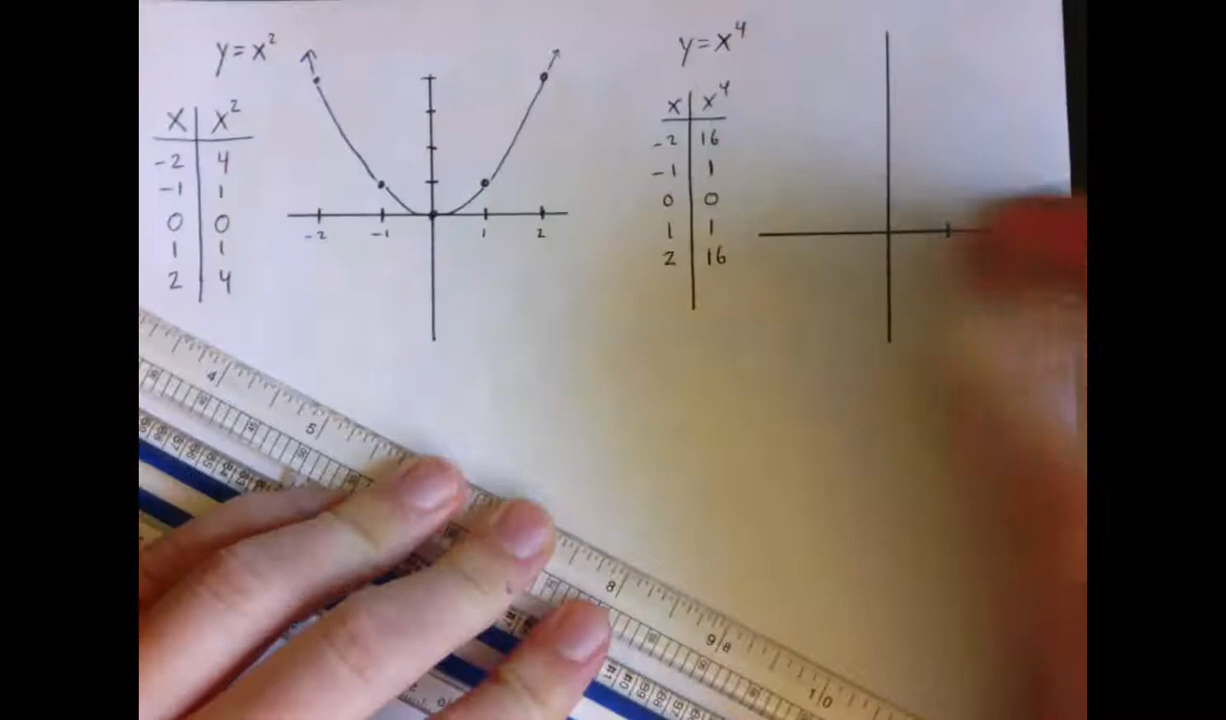 y = x²
x | x²
-2 | 4
-1 | 1
0 | 0
1 | 1
2 | 4
-2 -1 1 2
y = x⁴
x | x⁴
-2 | 16
-1 | 1
0 | 0
1 | 1
2 | 16
4
5
8
9
10